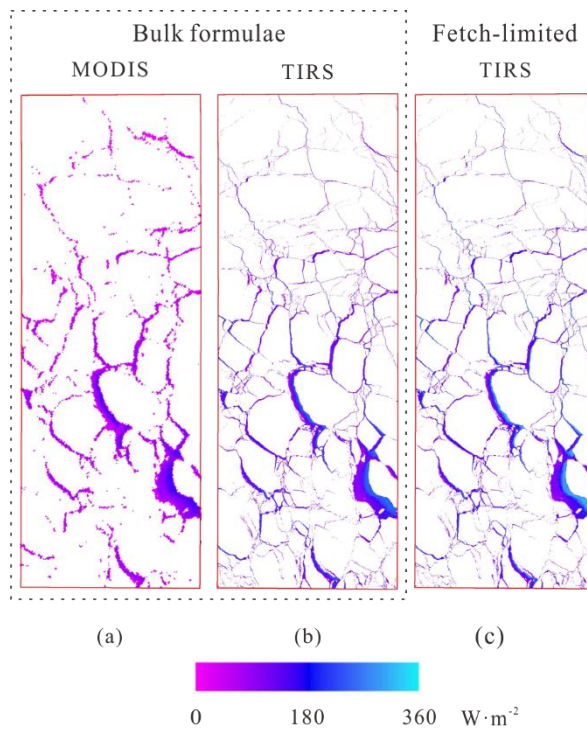 Bulk formulae Fetch-limited
MODIS TIRS TIRS
(a) (b) (c)
0 180 360 W·m⁻²